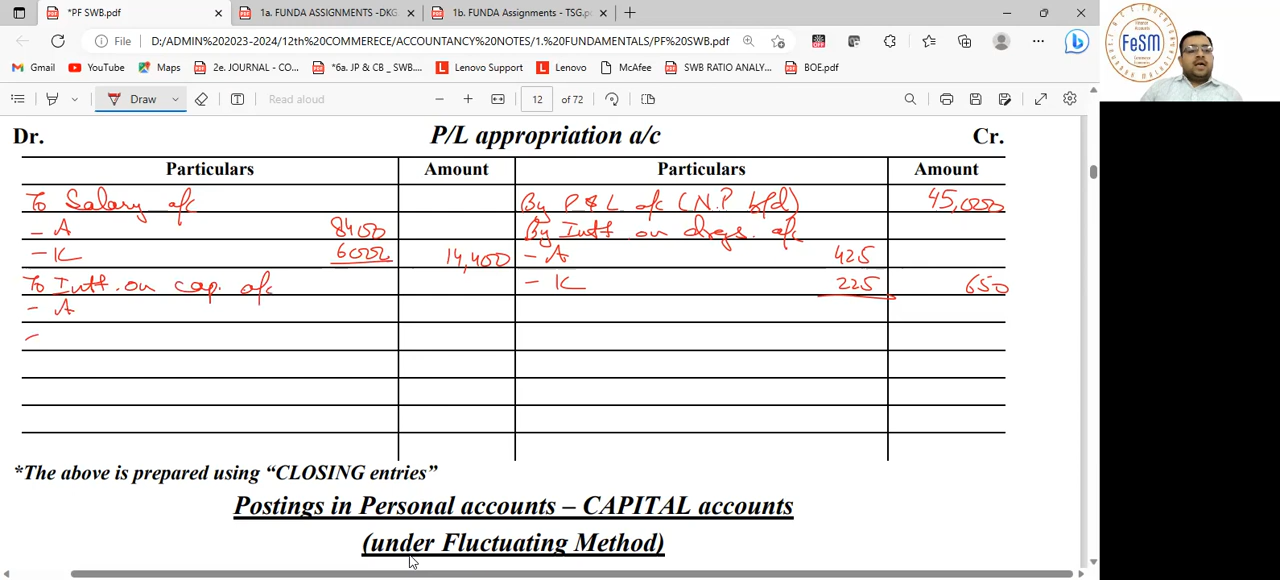 *PF SWB.pdf
1a. FUNDA ASSIGNMENTS -DKG.
1b. FUNDA Assignments - TSG.p
File
D:/ADMIN%202023-2024/12th%20COMMERECE/ACCOUNTANCY%20NOTES/1.%20FUNDAMENTALS/PF%20SWB.pdf
Gmail
YouTube
Maps
2e. JOURNAL - CO...
*6a. JP & CB _ SWB....
Lenovo Support
Lenovo
McAfee
SWB RATIO ANALY...
BOE.pdf
Draw
Read aloud
12 of 72
FeSM
Dr. P/L appropriation a/c Cr.
Particulars Amount Particulars Amount
To Salary a/c By P & L a/c (N.P b/d) 45,000
- A 8400 By Intt on drgs. a/c
- K 6000 14,400 - A 425
To Intt. on cap. a/c - K 225 650
- A
-
*The above is prepared using “CLOSING entries”
Postings in Personal accounts – CAPITAL accounts
(under Fluctuating Method)